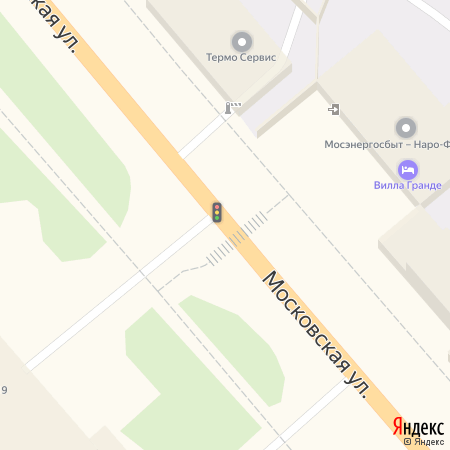 ская ул.
Термо Сервис
Мосэнергосбыт – Наро-Ф
Вилла Гранде
Московская ул.
9
Яндекс
© Яндекс